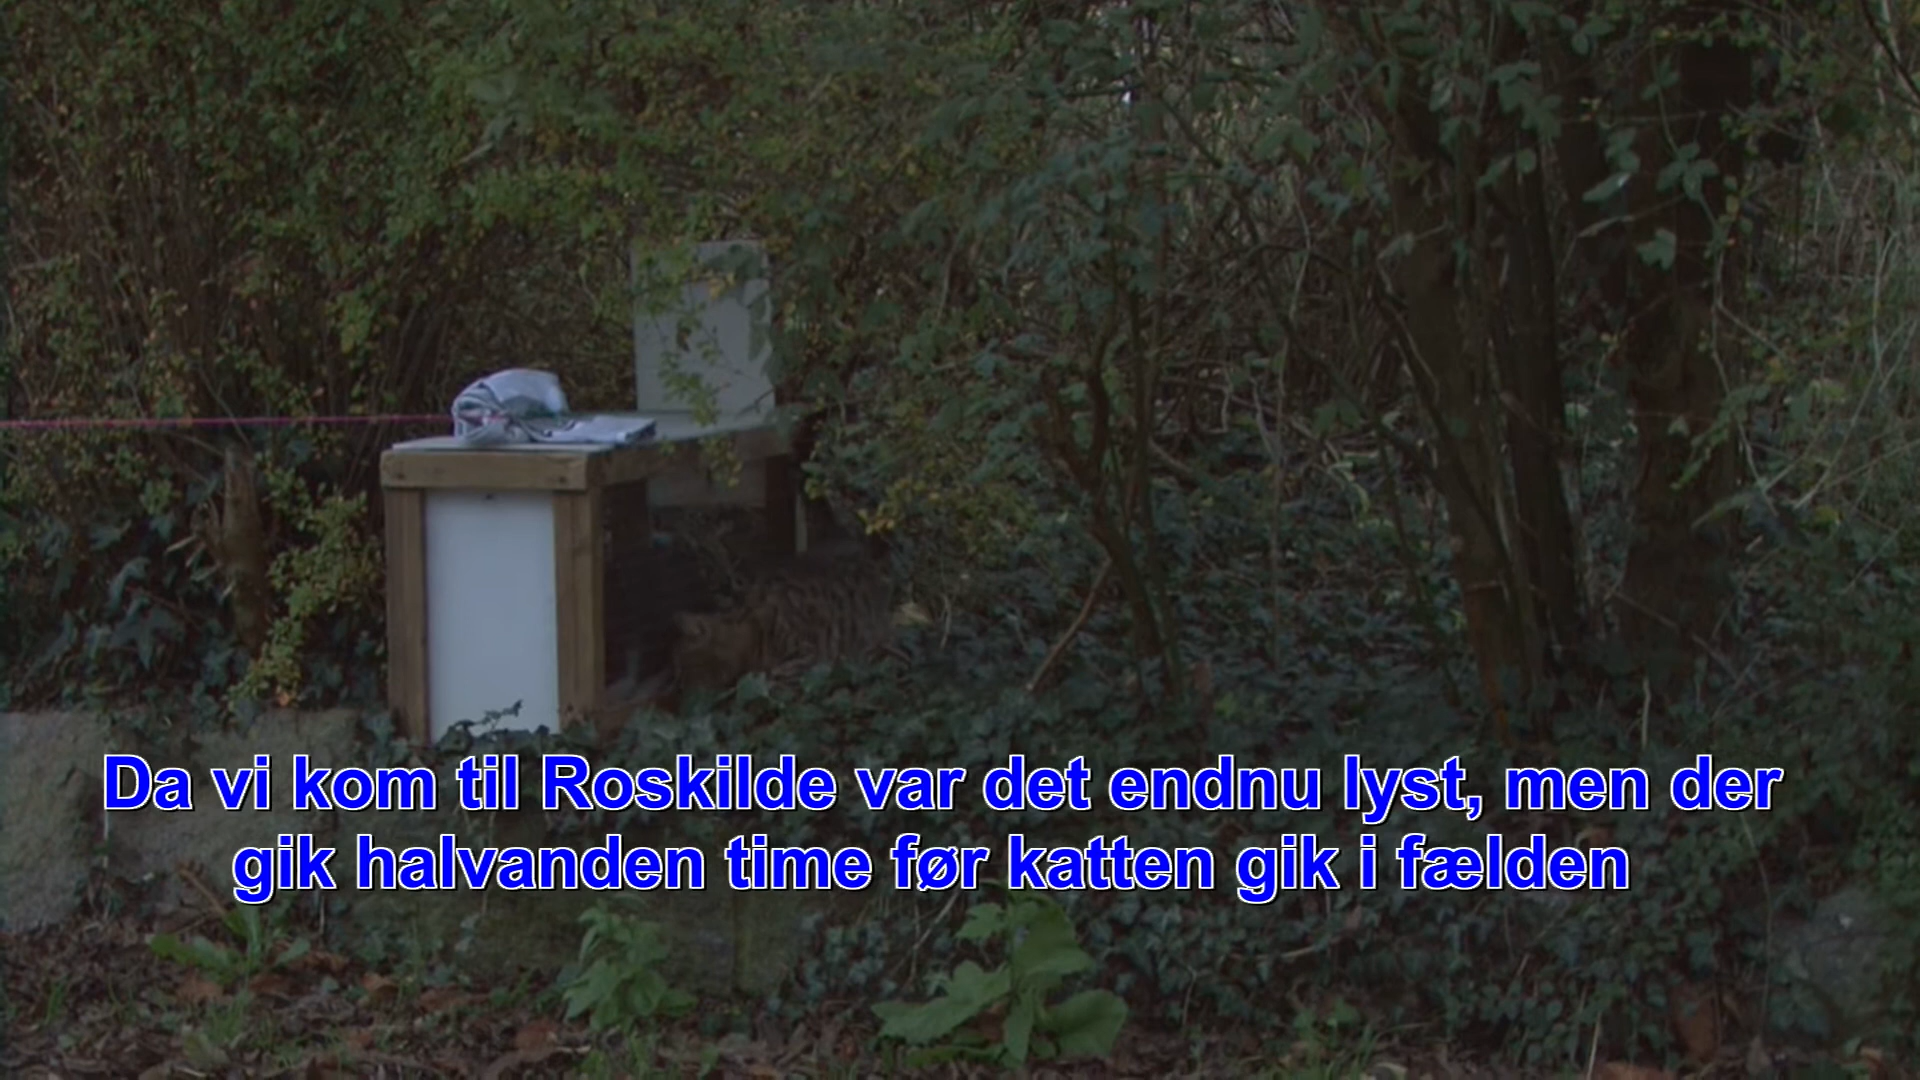 Da vi kom til Roskilde var det endnu lyst, men der
gik halvanden time før katten gik i fælden